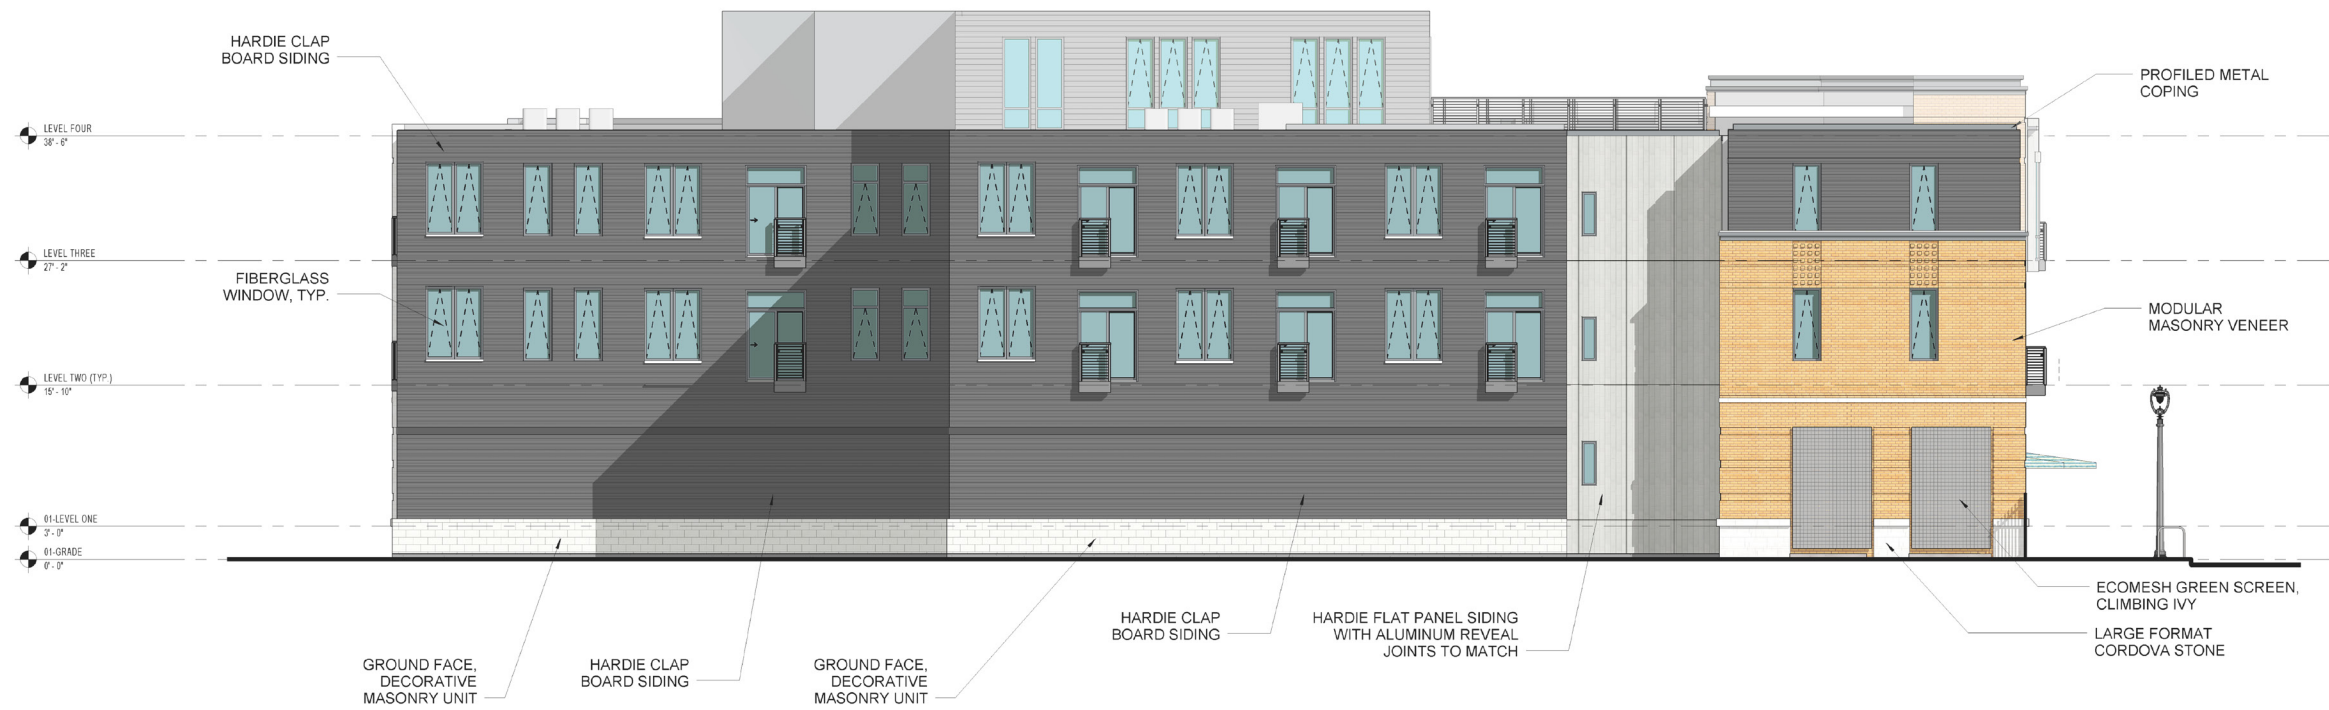 HARDIE CLAP
BOARD SIDING
PROFILED METAL
COPING
LEVEL FOUR
38' - 6"
LEVEL THREE
27' - 2"
FIBERGLASS
WINDOW, TYP.
MODULAR
MASONRY VENEER
LEVEL TWO (TYP.)
15' - 10"
01-LEVEL ONE
3' - 0"
01-GRADE
0' - 0"
ECOMESH GREEN SCREEN,
CLIMBING IVY
HARDIE CLAP
BOARD SIDING
HARDIE FLAT PANEL SIDING
WITH ALUMINUM REVEAL
JOINTS TO MATCH
LARGE FORMAT
CORDOVA STONE
GROUND FACE,
DECORATIVE
MASONRY UNIT
HARDIE CLAP
BOARD SIDING
GROUND FACE,
DECORATIVE
MASONRY UNIT